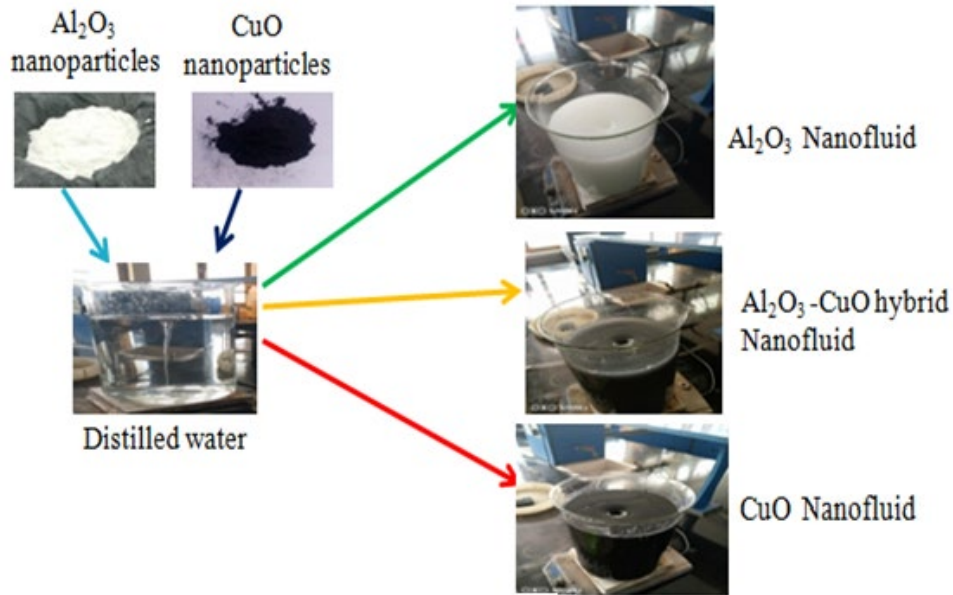 Al₂O₃
nanoparticles
CuO
nanoparticles
Distilled water
Al₂O₃ Nanofluid
Al₂O₃ -CuO hybrid
Nanofluid
CuO Nanofluid